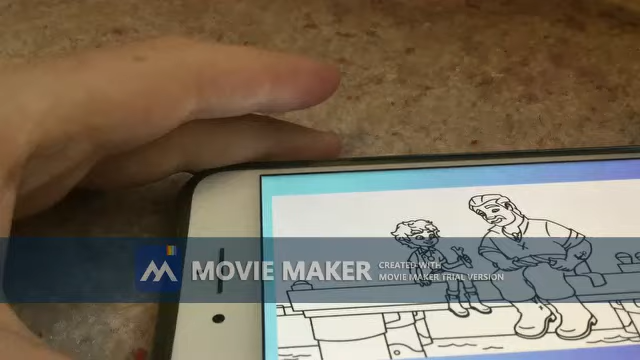 MOVIE MAKER
CREATED WITH
MOVIE MAKER TRIAL VERSION